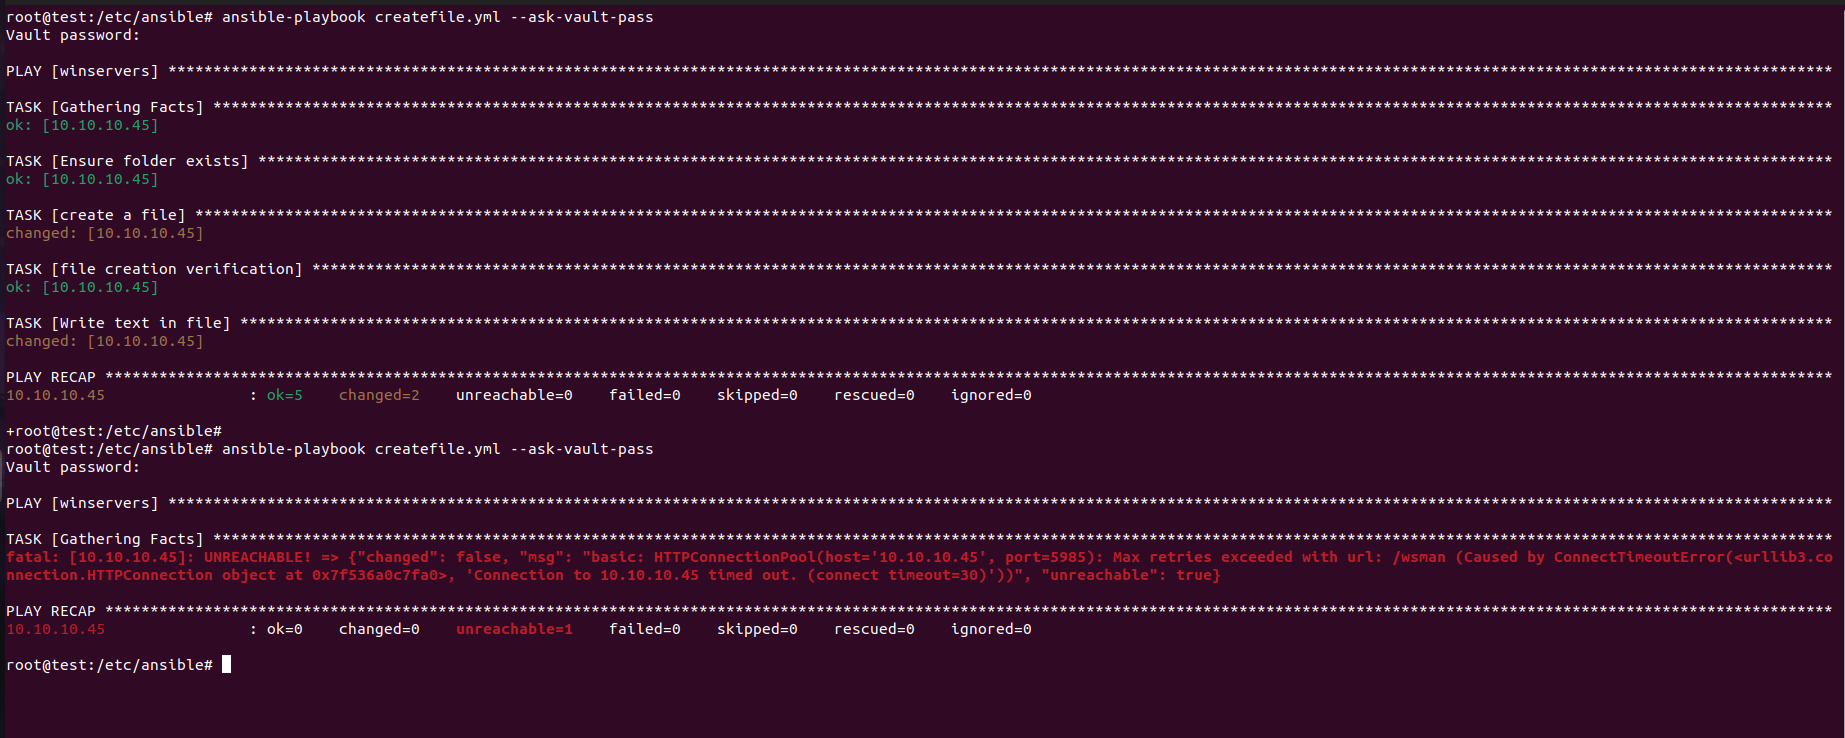 root@test:/etc/ansible# ansible-playbook createfile.yml --ask-vault-pass
Vault password:
PLAY [winservers] ****************************************************************************************************************************************************************************************
TASK [Gathering Facts] ************************************************************************************************************************************************************************************
ok: [10.10.10.45]
TASK [Ensure folder exists] *******************************************************************************************************************************************************************************
ok: [10.10.10.45]
TASK [create a file] **************************************************************************************************************************************************************************************
changed: [10.10.10.45]
TASK [file creation verification] *************************************************************************************************************************************************************************
ok: [10.10.10.45]
TASK [Write text in file] *********************************************************************************************************************************************************************************
changed: [10.10.10.45]
PLAY RECAP ************************************************************************************************************************************************************************************************
10.10.10.45                : ok=5    changed=2    unreachable=0    failed=0    skipped=0    rescued=0    ignored=0
+root@test:/etc/ansible#
root@test:/etc/ansible# ansible-playbook createfile.yml --ask-vault-pass
Vault password:
PLAY [winservers] *****************************************************************************************************************************************************************************************
TASK [Gathering Facts] ************************************************************************************************************************************************************************************
fatal: [10.10.10.45]: UNREACHABLE! => {"changed": false, "msg": "basic: HTTPConnectionPool(host='10.10.10.45', port=5985): Max retries exceeded with url: /wsman (Caused by ConnectTimeoutError(<urllib3.co
nnection.HTTPConnection object at 0x7f536a0c7fa0>, 'Connection to 10.10.10.45 timed out. (connect timeout=30)'))", "unreachable": true}
PLAY RECAP ************************************************************************************************************************************************************************************************
10.10.10.45                : ok=0    changed=0    unreachable=1    failed=0    skipped=0    rescued=0    ignored=0
root@test:/etc/ansible#